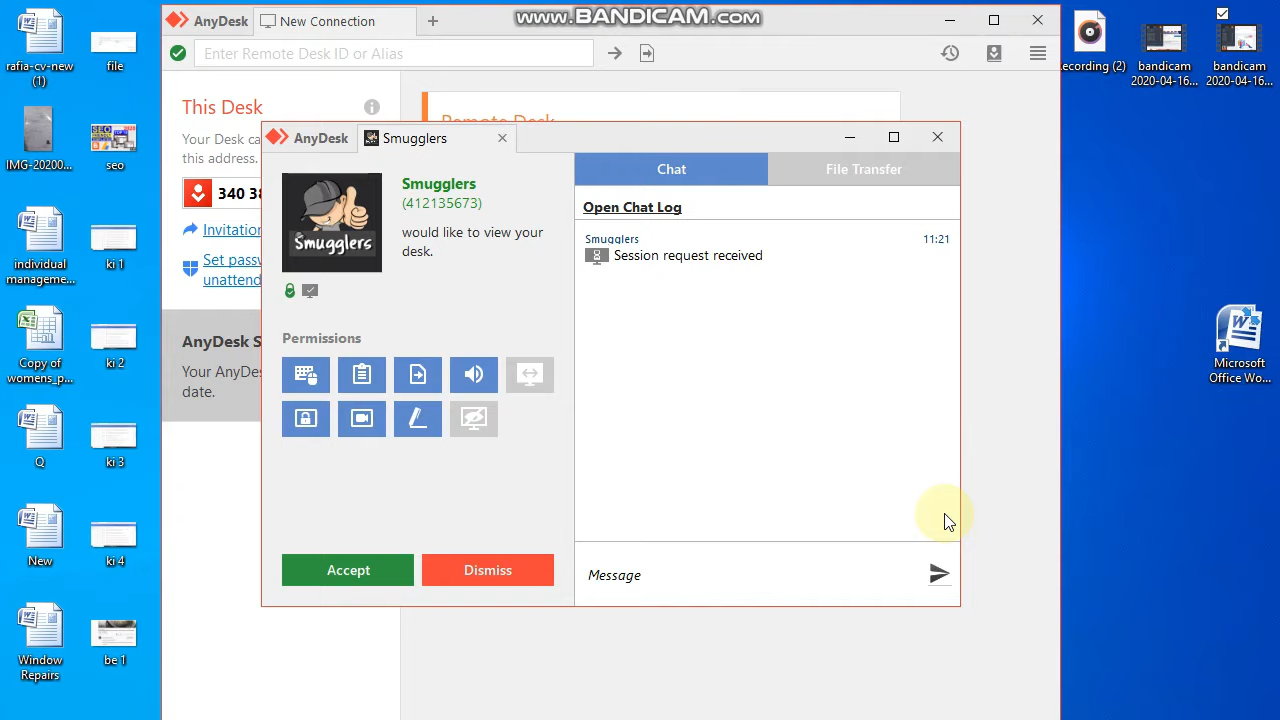 www.BANDICAM.com
AnyDesk
New Connection
Enter Remote Desk ID or Alias
This Desk
Your Desk ca
this address.
340 38
Invitation
Set passw
unattend
AnyDesk S
Your AnyDes
date.
Remote Desk
AnyDesk
Smugglers
Smugglers
Smugglers
(412135673)
would like to view your
desk.
Permissions
Accept
Dismiss
Chat
File Transfer
Open Chat Log
Smugglers 11:21
Session request received
Message
rafia-cv-new
(1)
file
IMG-20200...
seo
individual
manageme...
ki 1
Copy of
womens_p...
ki 2
Q
ki 3
New
ki 4
Window
Repairs
be 1
ecording (2)
bandicam
2020-04-16...
bandicam
2020-04-16...
Microsoft
Office Wo...